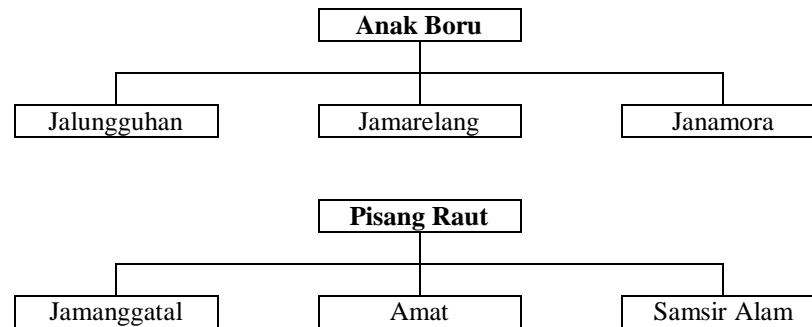 Anak Boru
Jalungguhan Jamarelang Janamora
Pisang Raut
Jamanggatal Amat Samsir Alam